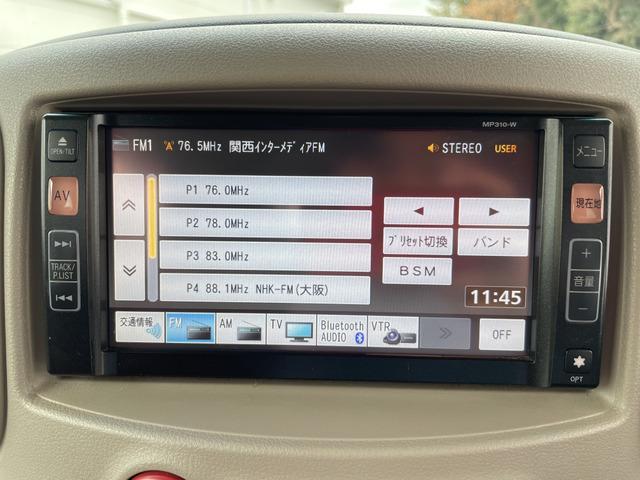 MP310-W
OPEN・TILT
AV
TRACK/
P.LIST
FM1 76.5MHz 関西インターメディアFM STEREO USER
P1 76.0MHz
P2 78.0MHz
P3 83.0MHz
P4 88.1MHz NHK-FM(大阪)
プリセット切換 バンド
BSM
11:45
交通情報 FM AM TV Bluetooth AUDIO VTR OFF
メニュー
現在地
+
音量
−
OPT